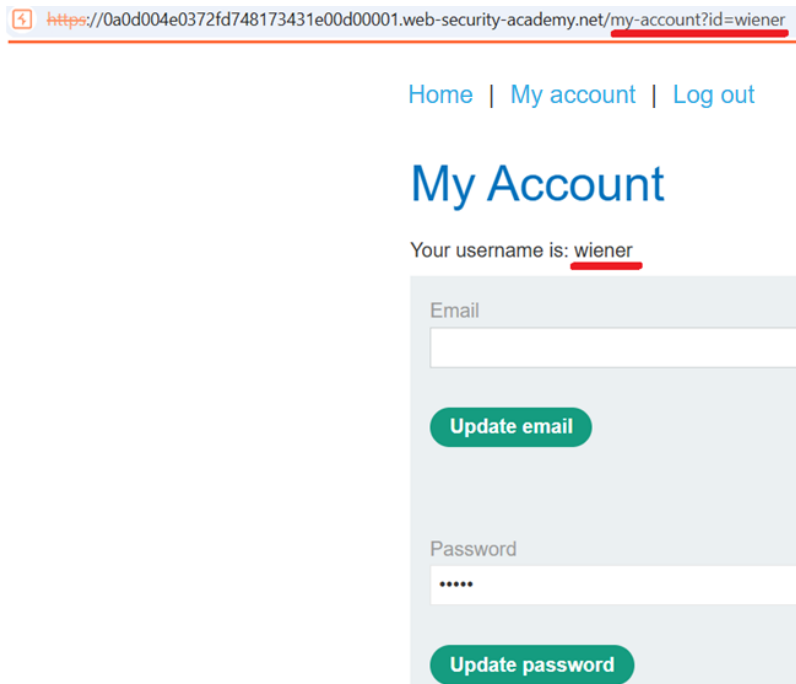 https://0a0d004e0372fd748173431e00d00001.web-security-academy.net/my-account?id=wiener
Home | My account | Log out
My Account
Your username is: wiener
Email
Update email
Password
•••••
Update password